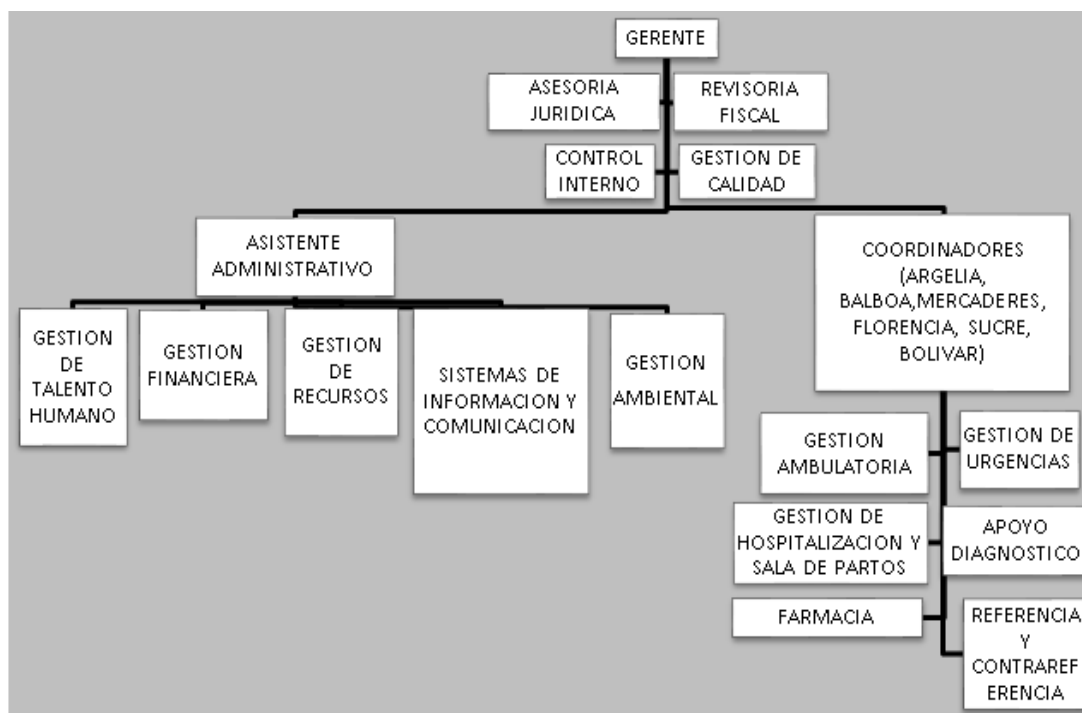 GERENTE
ASESORIA
JURIDICA
REVISORIA
FISCAL
CONTROL
INTERNO
GESTION DE
CALIDAD
ASISTENTE
ADMINISTRATIVO
COORDINADORES
(ARGELIA,
BALBOA,MERCADERES,
FLORENCIA, SUCRE,
BOLIVAR)
GESTION
DE
TALENTO
HUMANO
GESTION
FINANCIERA
GESTION
DE
RECURSOS
SISTEMAS DE
INFORMACION Y
COMUNICACION
GESTION
AMBIENTAL
GESTION
AMBULATORIA
GESTION DE
URGENCIAS
GESTION DE
HOSPITALIZACION Y
SALA DE PARTOS
APOYO
DIAGNOSTICO
FARMACIA
REFERENCIA
Y
CONTRAREF
ERENCIA